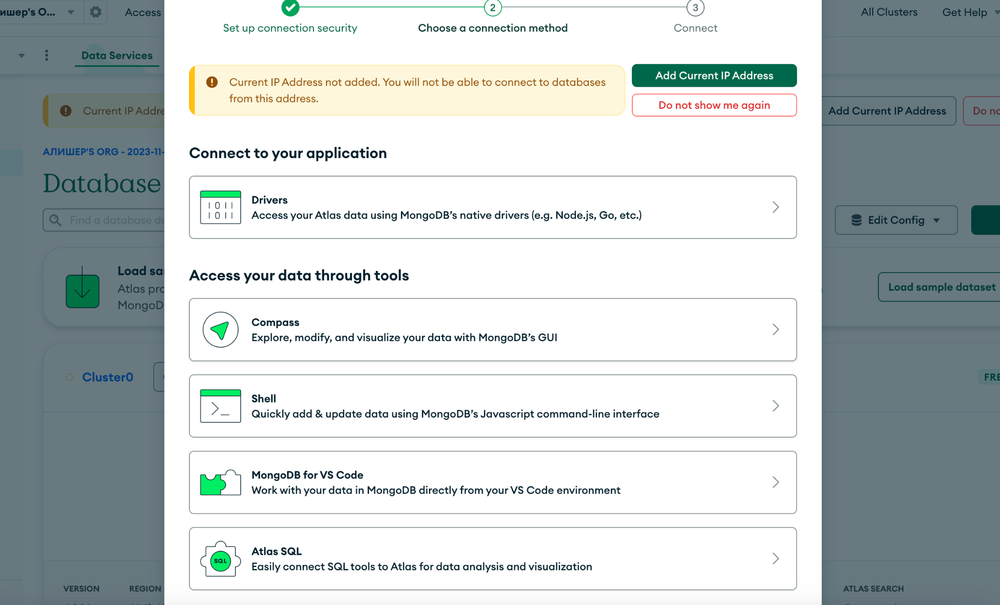 ишер's O...
Access
All Clusters
Get Help
2
3
Set up connection security
Choose a connection method
Connect
Data Services
Current IP Address not added. You will not be able to connect to databases
from this address.
Add Current IP Address
Do not show me again
Current IP Addre
Add Current IP Address
Do no
АЛИШЕР'S ORG - 2023-11-
Database
Find a database de
Edit Config
Connect to your application
1011
1011
Drivers
Access your Atlas data using MongoDB’s native drivers (e.g. Node.js, Go, etc.)
Load sa
Atlas pro
MongoD
Load sample dataset
Access your data through tools
Compass
Explore, modify, and visualize your data with MongoDB’s GUI
Cluster0
FRE
Shell
Quickly add & update data using MongoDB’s Javascript command-line interface
MongoDB for VS Code
Work with your data in MongoDB directly from your VS Code environment
SQL
Atlas SQL
Easily connect SQL tools to Atlas for data analysis and visualization
VERSION
REGION
ATLAS SEARCH